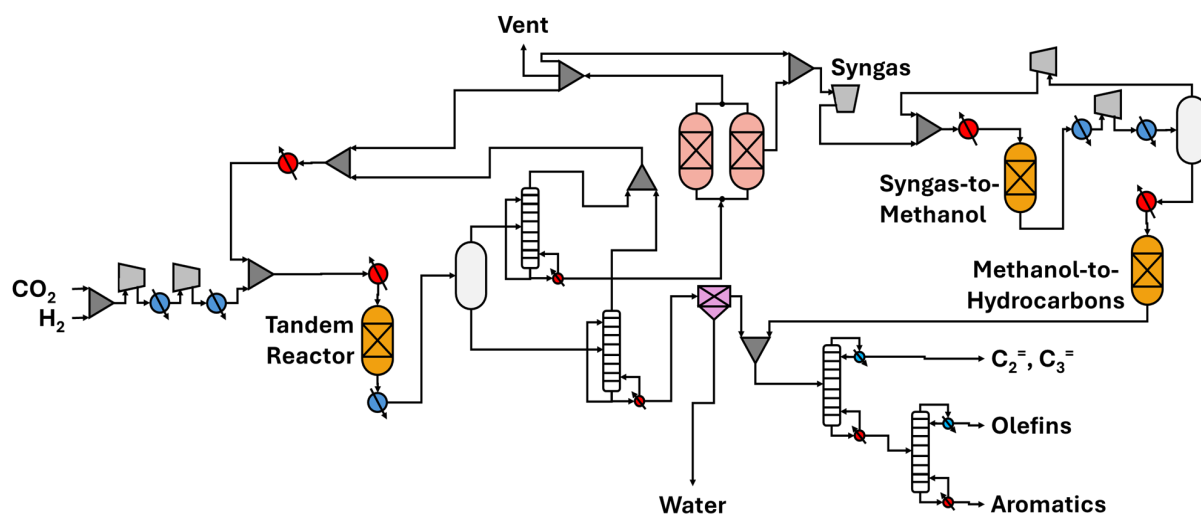 Vent
Syngas
Syngas-to-
Methanol
Methanol-to-
Hydrocarbons
CO₂
H₂
Tandem
Reactor
C₂⁼, C₃⁼
Olefins
Aromatics
Water